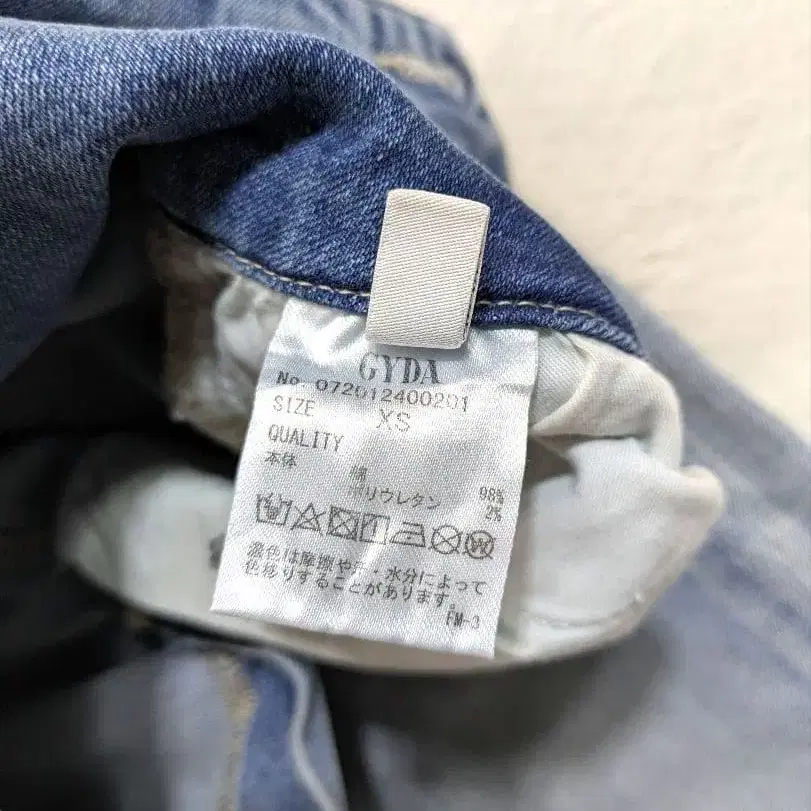 GYDA
No 072012400201
SIZE XS
QUALITY
本体 綿 98%
ポリウレタン 2%
濃色は摩擦や汗・水分によって
色移りすることがあります。
FM-3